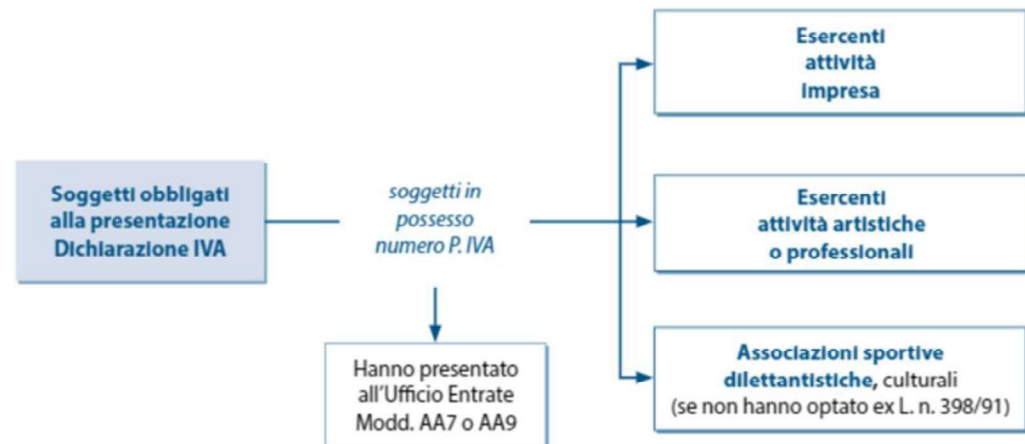 Soggetti obbligati
alla presentazione
Dichiarazione IVA
soggetti in
possesso
numero P. IVA
Hanno presentato
all'Ufficio Entrate
Modd. AA7 o AA9
Esercenti
attività
impresa
Esercenti
attività artistiche
o professionali
Associazioni sportive
dilettantistiche, culturali
(se non hanno optato ex L. n. 398/91)